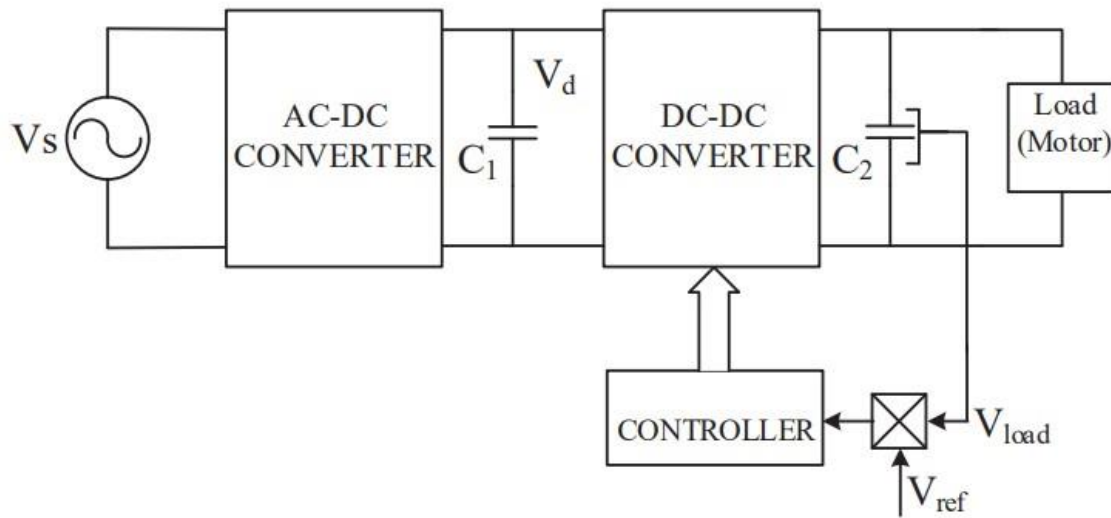 Vs
AC-DC
CONVERTER
C1
Vd
DC-DC
CONVERTER
C2
Load
(Motor)
CONTROLLER
Vload
Vref